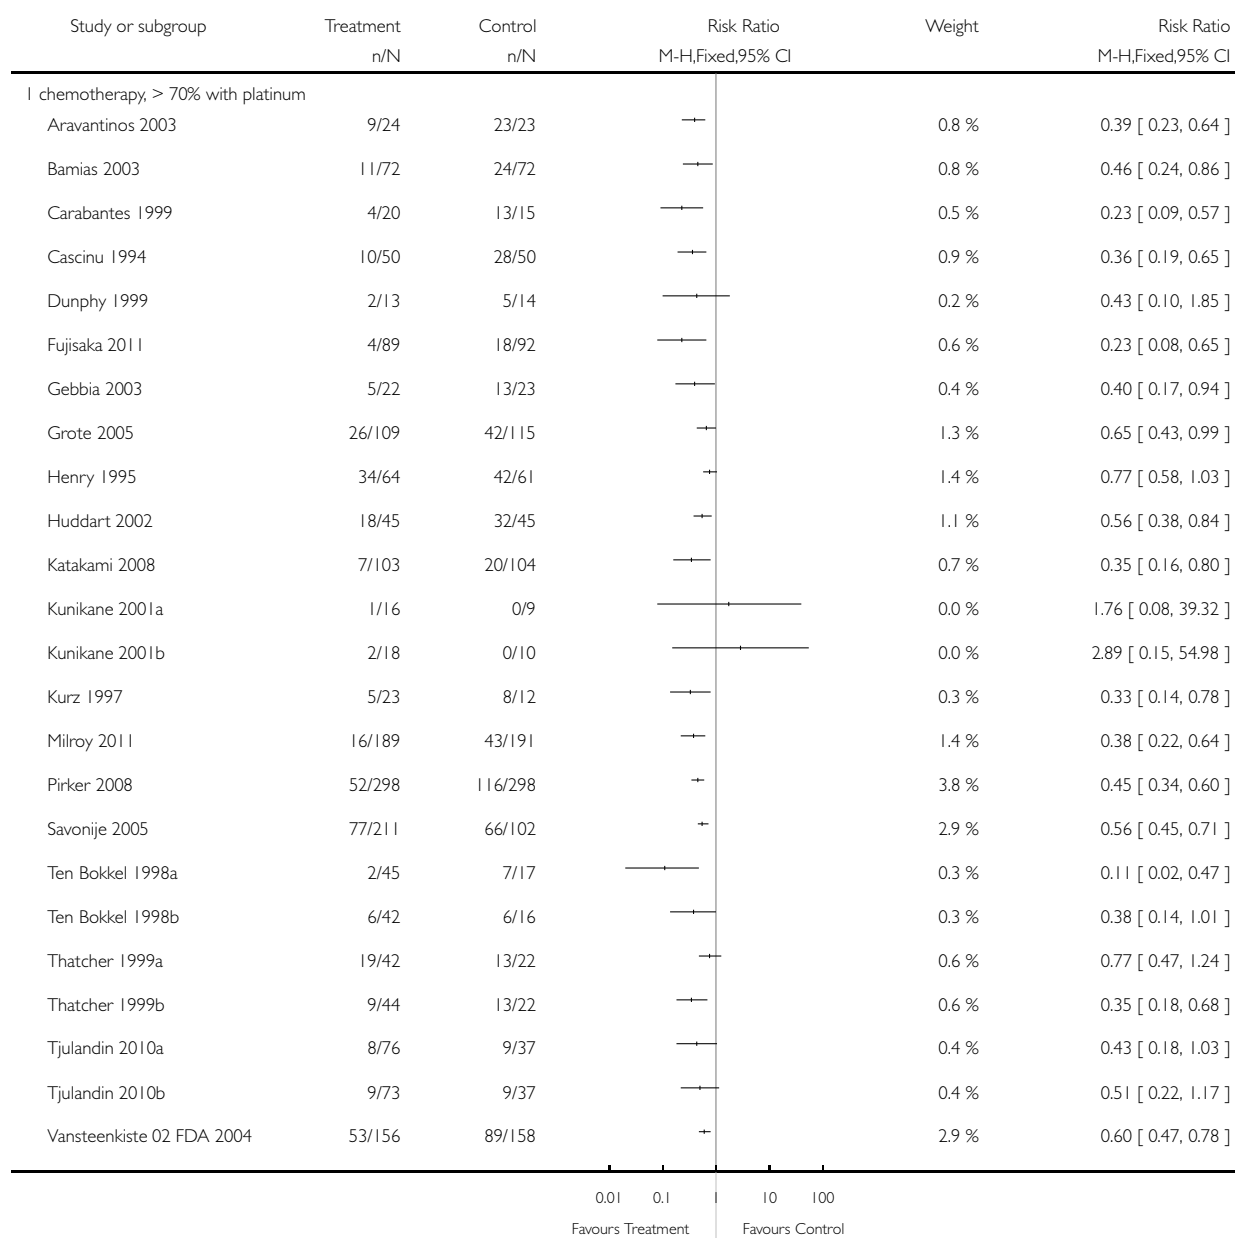 Study or subgroup Treatment Control Risk Ratio Weight Risk Ratio
n/N n/N M-H,Fixed,95% CI M-H,Fixed,95% CI
1 chemotherapy, > 70% with platinum
Aravantinos 2003 9/24 23/23 0.8 % 0.39 [ 0.23, 0.64 ]
Bamias 2003 11/72 24/72 0.8 % 0.46 [ 0.24, 0.86 ]
Carabantes 1999 4/20 13/15 0.5 % 0.23 [ 0.09, 0.57 ]
Cascinu 1994 10/50 28/50 0.9 % 0.36 [ 0.19, 0.65 ]
Dunphy 1999 2/13 5/14 0.2 % 0.43 [ 0.10, 1.85 ]
Fujisaka 2011 4/89 18/92 0.6 % 0.23 [ 0.08, 0.65 ]
Gebbia 2003 5/22 13/23 0.4 % 0.40 [ 0.17, 0.94 ]
Grote 2005 26/109 42/115 1.3 % 0.65 [ 0.43, 0.99 ]
Henry 1995 34/64 42/61 1.4 % 0.77 [ 0.58, 1.03 ]
Huddart 2002 18/45 32/45 1.1 % 0.56 [ 0.38, 0.84 ]
Katakami 2008 7/103 20/104 0.7 % 0.35 [ 0.16, 0.80 ]
Kunikane 2001a 1/16 0/9 0.0 % 1.76 [ 0.08, 39.32 ]
Kunikane 2001b 2/18 0/10 0.0 % 2.89 [ 0.15, 54.98 ]
Kurz 1997 5/23 8/12 0.3 % 0.33 [ 0.14, 0.78 ]
Milroy 2011 16/189 43/191 1.4 % 0.38 [ 0.22, 0.64 ]
Pirker 2008 52/298 116/298 3.8 % 0.45 [ 0.34, 0.60 ]
Savonije 2005 77/211 66/102 2.9 % 0.56 [ 0.45, 0.71 ]
Ten Bokkel 1998a 2/45 7/17 0.3 % 0.11 [ 0.02, 0.47 ]
Ten Bokkel 1998b 6/42 6/16 0.3 % 0.38 [ 0.14, 1.01 ]
Thatcher 1999a 19/42 13/22 0.6 % 0.77 [ 0.47, 1.24 ]
Thatcher 1999b 9/44 13/22 0.6 % 0.35 [ 0.18, 0.68 ]
Tjulandin 2010a 8/76 9/37 0.4 % 0.43 [ 0.18, 1.03 ]
Tjulandin 2010b 9/73 9/37 0.4 % 0.51 [ 0.22, 1.17 ]
Vansteenkiste 02 FDA 2004 53/156 89/158 2.9 % 0.60 [ 0.47, 0.78 ]
0.01 0.1 1 10 100
Favours Treatment Favours Control